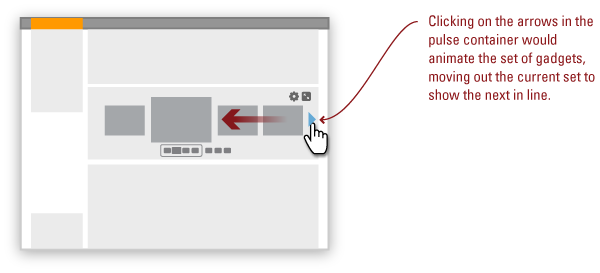 Clicking on the arrows in the
pulse container would
animate the set of gadgets,
moving out the current set to
show the next in line.